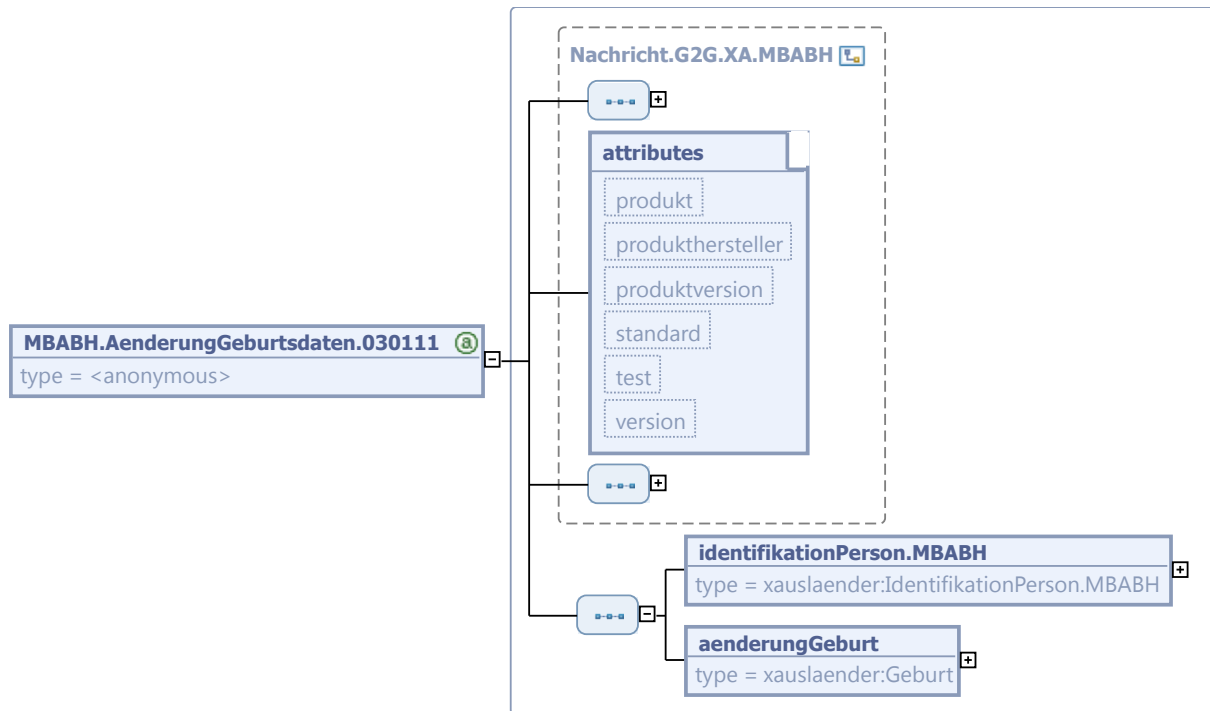 Nachricht.G2G.XA.MBABH
attributes
produkt
produkthersteller
produktversion
standard
test
version
MBABH.AenderungGeburtsdaten.030111 a
type = <anonymous>
identifikationPerson.MBABH
type = xauslaender:IdentifikationPerson.MBABH
aenderungGeburt
type = xauslaender:Geburt